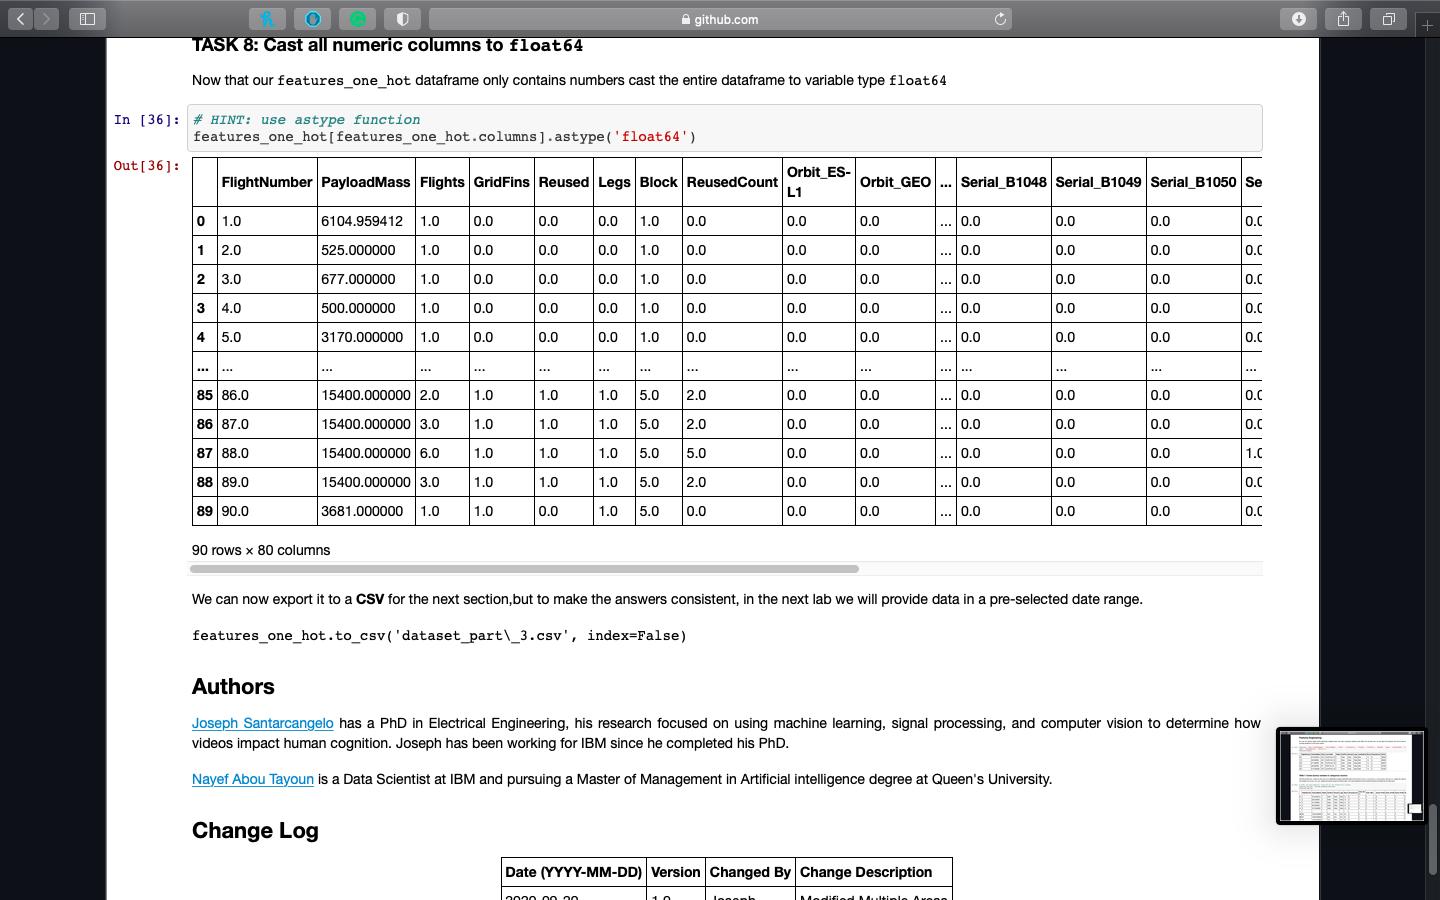 github.com
TASK 8: Cast all numeric columns to float64
Now that our features_one_hot dataframe only contains numbers cast the entire dataframe to variable type float64
In [36]: # HINT: use astype function
features_one_hot[features_one_hot.columns].astype('float64')
Out[36]:
FlightNumber PayloadMass Flights GridFins Reused Legs Block ReusedCount Orbit_ES-L1 Orbit_GEO ... Serial_B1048 Serial_B1049 Serial_B1050 Se
0 1.0 6104.959412 1.0 0.0 0.0 0.0 1.0 0.0 0.0 0.0 ... 0.0 0.0 0.0 0.0
1 2.0 525.000000 1.0 0.0 0.0 0.0 1.0 0.0 0.0 0.0 ... 0.0 0.0 0.0 0.0
2 3.0 677.000000 1.0 0.0 0.0 0.0 1.0 0.0 0.0 0.0 ... 0.0 0.0 0.0 0.0
3 4.0 500.000000 1.0 0.0 0.0 0.0 1.0 0.0 0.0 0.0 ... 0.0 0.0 0.0 0.0
4 5.0 3170.000000 1.0 0.0 0.0 0.0 1.0 0.0 0.0 0.0 ... 0.0 0.0 0.0 0.0
... ... ... ... ... ... ... ... ... ... ... ... ... ... ... ...
85 86.0 15400.000000 2.0 1.0 1.0 1.0 5.0 2.0 0.0 0.0 ... 0.0 0.0 0.0 0.0
86 87.0 15400.000000 3.0 1.0 1.0 1.0 5.0 2.0 0.0 0.0 ... 0.0 0.0 0.0 0.0
87 88.0 15400.000000 6.0 1.0 1.0 1.0 5.0 5.0 0.0 0.0 ... 0.0 0.0 0.0 1.0
88 89.0 15400.000000 3.0 1.0 1.0 1.0 5.0 2.0 0.0 0.0 ... 0.0 0.0 0.0 0.0
89 90.0 3681.000000 1.0 1.0 0.0 1.0 5.0 0.0 0.0 0.0 ... 0.0 0.0 0.0 0.0
90 rows × 80 columns
We can now export it to a CSV for the next section,but to make the answers consistent, in the next lab we will provide data in a pre-selected date range.
features_one_hot.to_csv('dataset_part\_3.csv', index=False)
Authors
Joseph Santarcangelo has a PhD in Electrical Engineering, his research focused on using machine learning, signal processing, and computer vision to determine how
videos impact human cognition. Joseph has been working for IBM since he completed his PhD.
Nayef Abou Tayoun is a Data Scientist at IBM and pursuing a Master of Management in Artificial intelligence degree at Queen's University.
Change Log
Date (YYYY-MM-DD) Version Changed By Change Description
1.0 Joseph Modified Multiple Areas